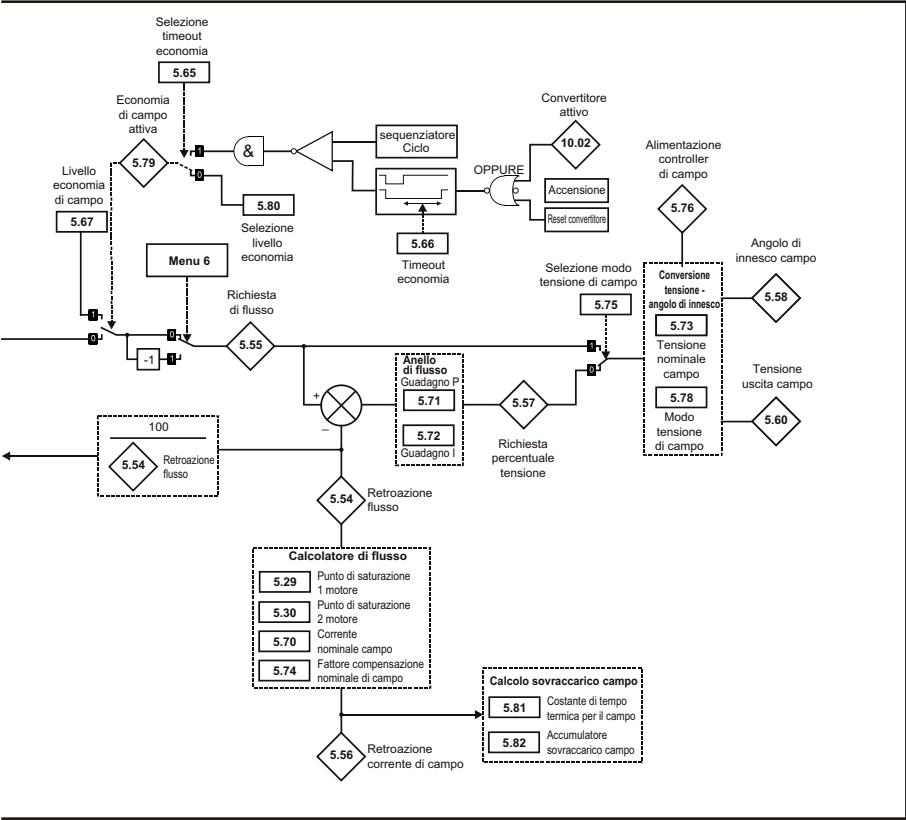 Selezione
timeout
economia
5.65
Economia
di campo
attiva
5.79
1
0
&
sequenziatore
Ciclo
Convertitore
attivo
10.02
OPPURE
Accensione
Reset convertitore
Alimentazione
controller
di campo
5.76
Livello
economia
di campo
5.67
5.80
Selezione
livello
economia
5.66
Timeout
economia
Menu 6
Richiesta
di flusso
5.55
1
0
0
1
-1
Selezione modo
tensione di campo
5.75
1
0
Conversione
tensione -
angolo di innesco
5.73
Tensione
nominale
campo
5.78
Modo
tensione
di campo
Angolo di
innesco campo
5.58
Tensione
uscita campo
5.60
+
–
Anello
di flusso
Guadagno P
5.71
5.72
Guadagno I
5.57
Richiesta
percentuale
tensione
100
5.54
Retroazione
flusso
5.54
Retroazione
flusso
Calcolatore di flusso
5.29
Punto di saturazione
1 motore
5.30
Punto di saturazione
2 motore
5.70
Corrente
nominale campo
5.74
Fattore compensazione
nominale di campo
Calcolo sovraccarico campo
5.81
Costante di tempo
termica per il campo
5.82
Accumulatore
sovraccarico campo
5.56
Retroazione
corrente di campo